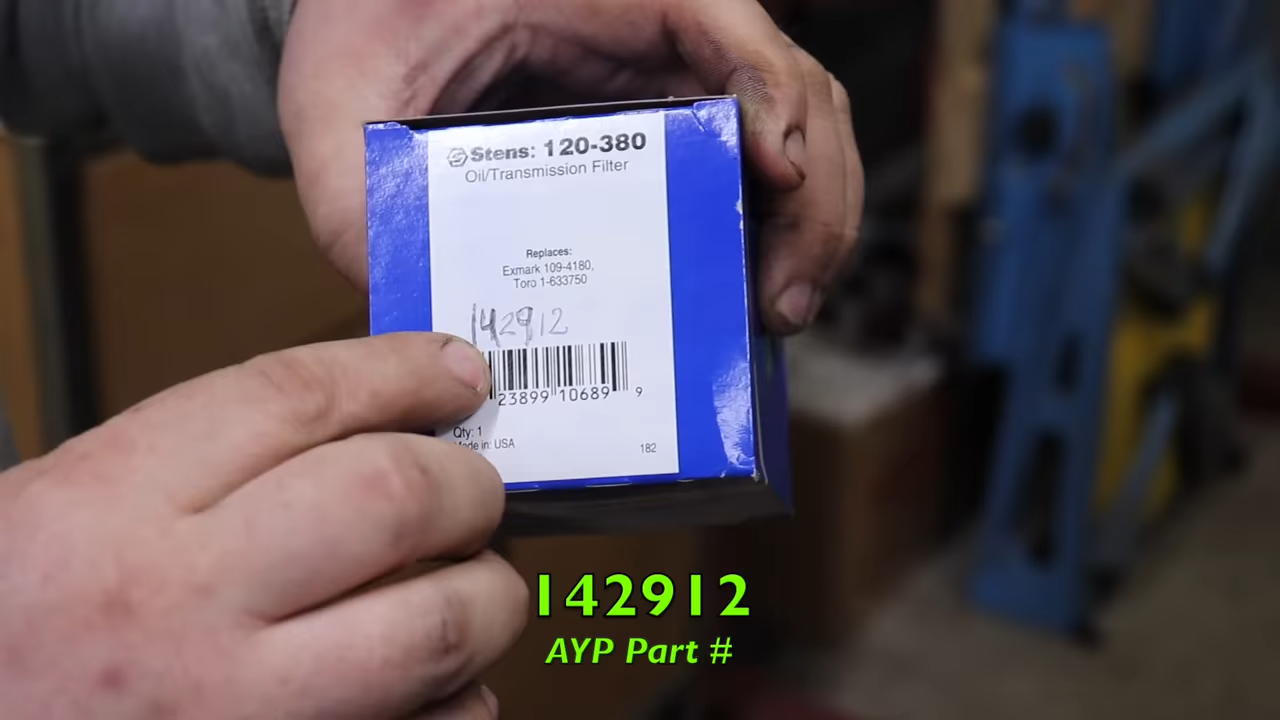 Stens: 120-380
Oil/Transmission Filter
Replaces:
Exmark 109-4180,
Toro 1-633750
142912
23899 10689 9
Qty: 1
Made in: USA
182
142912
AYP Part #